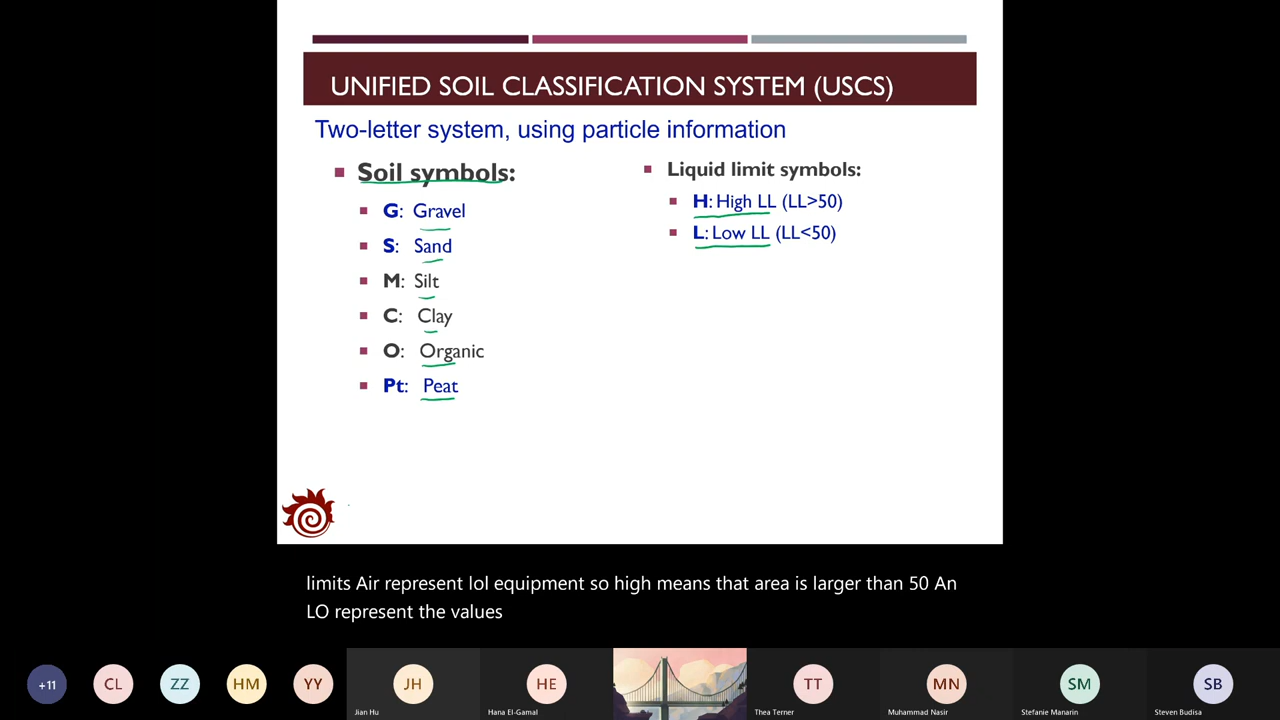 UNIFIED SOIL CLASSIFICATION SYSTEM (USCS)
Two-letter system, using particle information
Soil symbols:
G: Gravel
S: Sand
M: Silt
C: Clay
O: Organic
Pt: Peat
Liquid limit symbols:
H: High LL (LL>50)
L: Low LL (LL<50)
limits Air represent lol equipment so high means that area is larger than 50 An
LO represent the values
+11
CL
ZZ
HM
YY
JH
Jian Hu
HE
Hana El-Gamal
TT
Thea Terner
MN
Muhammad Nasir
SM
Stefanie Manarin
SB
Steven Budisa